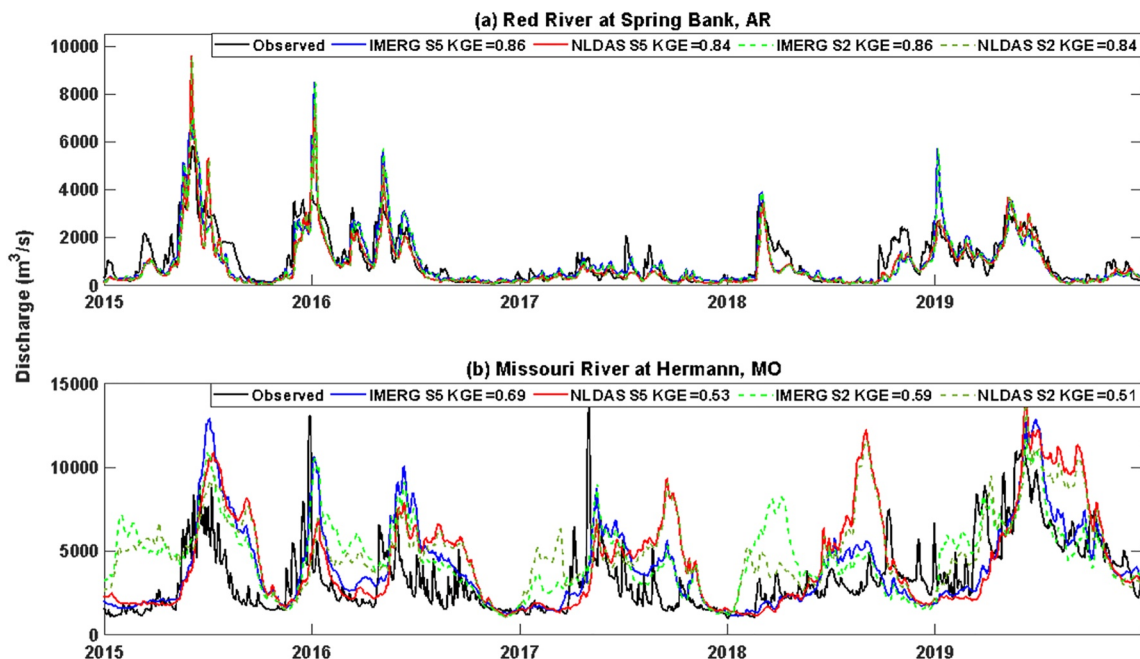 (a) Red River at Spring Bank, AR
Observed IMERG S5 KGE=0.86 NLDAS S5 KGE=0.84 IMERG S2 KGE=0.86 NLDAS S2 KGE=0.84
10000
8000
6000
4000
2000
0
2015 2016 2017 2018 2019
Discharge (m³/s)
(b) Missouri River at Hermann, MO
Observed IMERG S5 KGE=0.69 NLDAS S5 KGE=0.53 IMERG S2 KGE=0.59 NLDAS S2 KGE=0.51
15000
10000
5000
0
2015 2016 2017 2018 2019